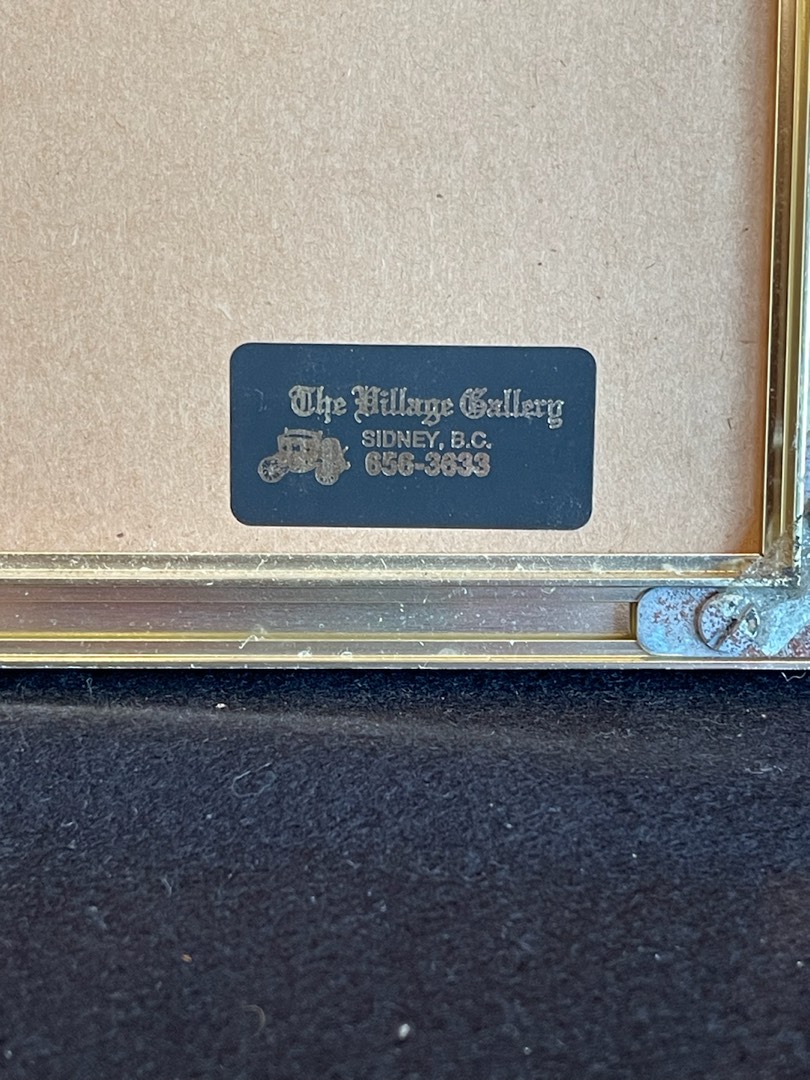 The Village Gallery
SIDNEY, B.C.
656-3633